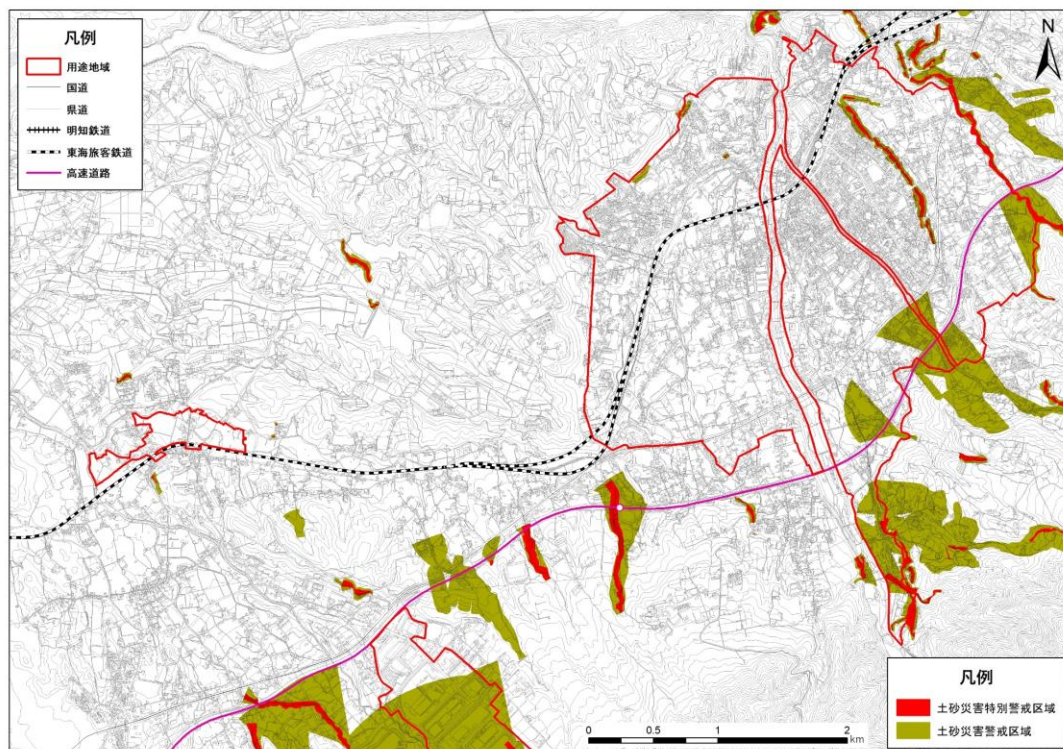 凡例
用途地域
国道
県道
明知鉄道
東海旅客鉄道
高速道路
N
凡例
土砂災害特別警戒区域
土砂災害警戒区域
0 0.5 1 2
km